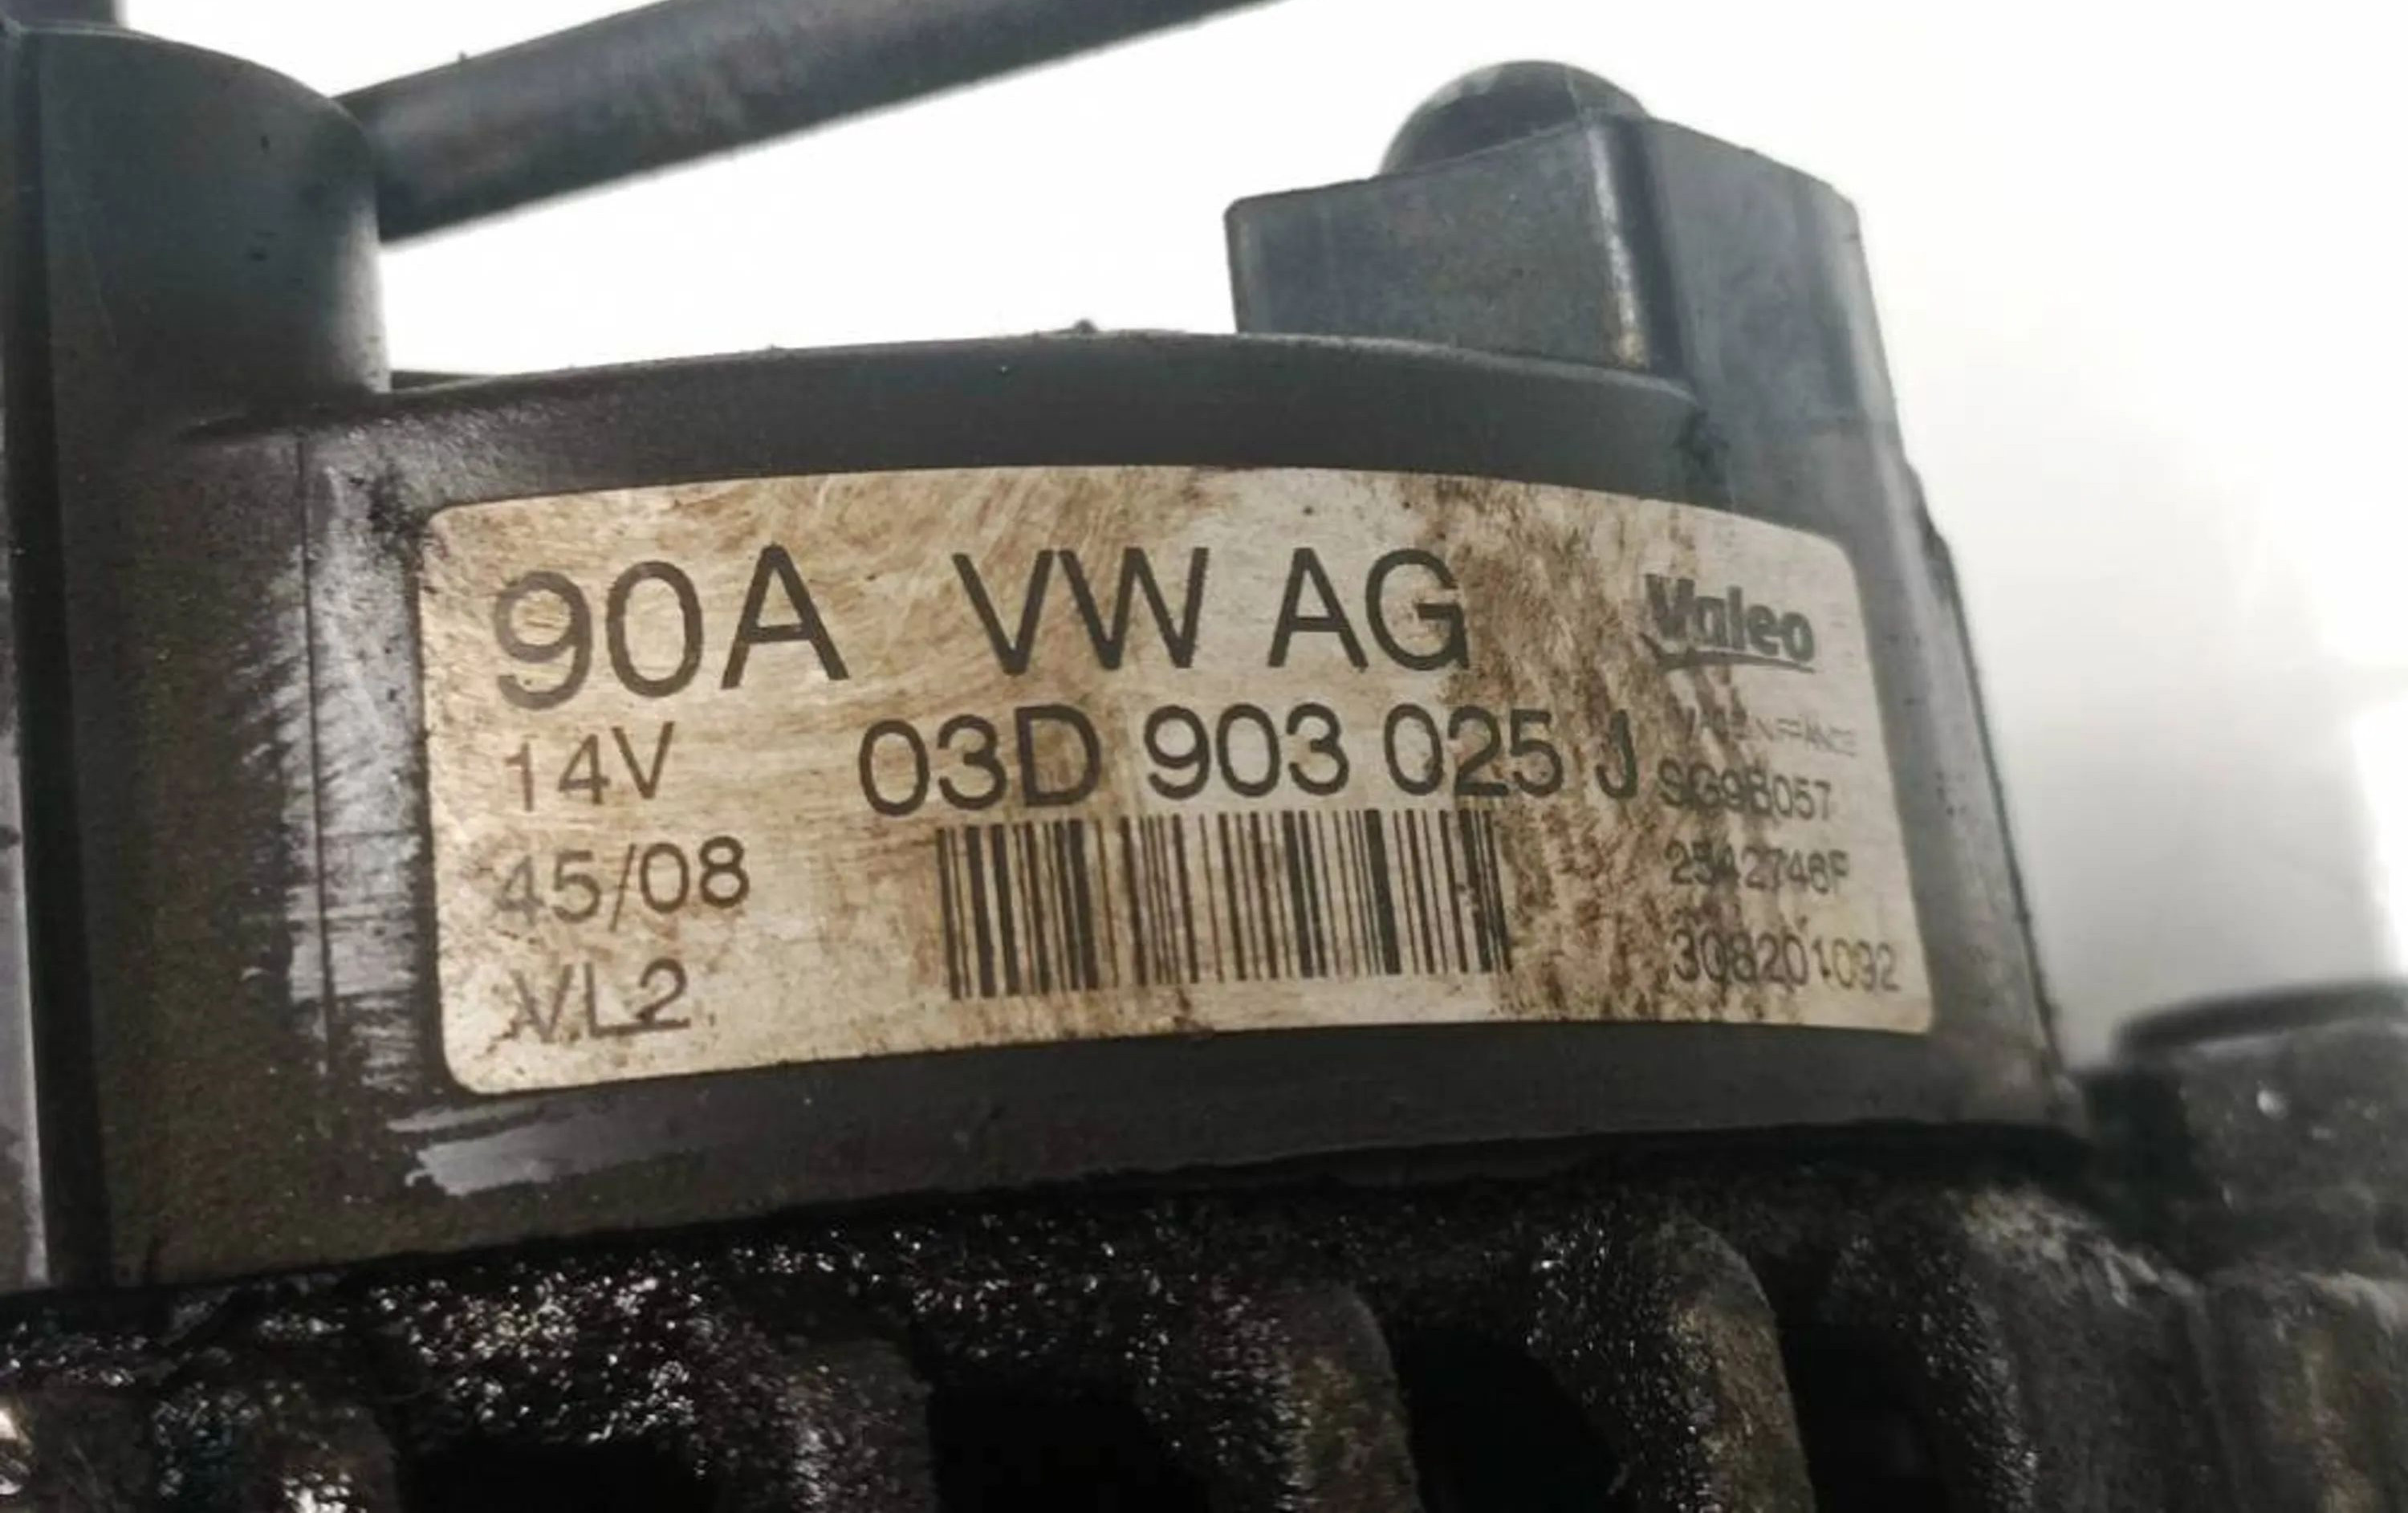 90A VW AG
Valeo
14V 03D 903 025 J
SG9B057
45/08
2542746F
VL2
308201092